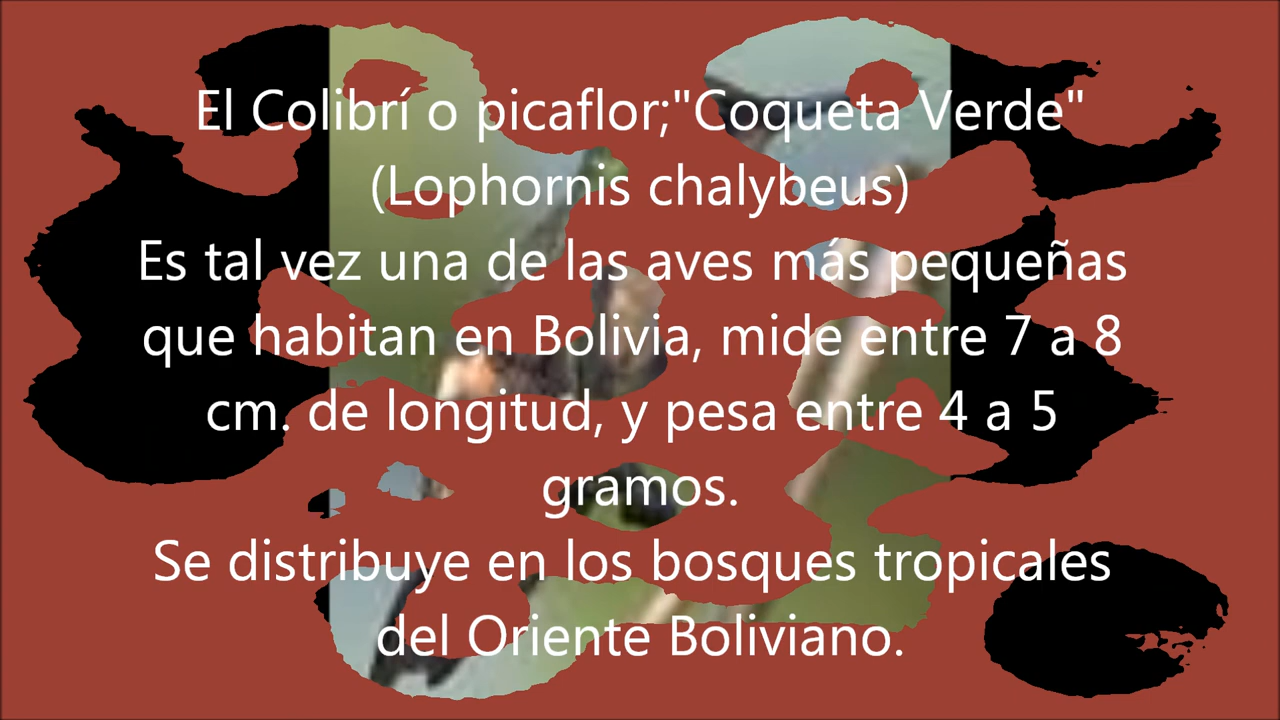 El Colibrí o picaflor;"Coqueta Verde"
(Lophornis chalybeus)
Es tal vez una de las aves más pequeñas
que habitan en Bolivia, mide entre 7 a 8
cm. de longitud, y pesa entre 4 a 5
gramos.
Se distribuye en los bosques tropicales
del Oriente Boliviano.